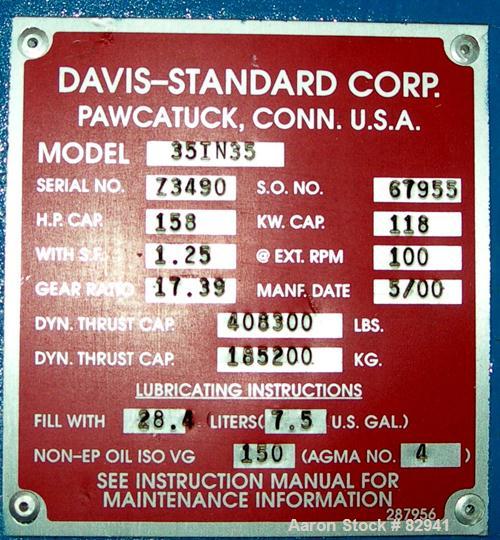 DAVIS-STANDARD CORP.
PAWCATUCK, CONN. U.S.A.
MODEL 35IN35
SERIAL NO. Z3490 S.O. NO. 67955
H.P. CAP. 158 KW. CAP. 118
WITH S.F. 1.25 @ EXT. RPM 100
GEAR RATIO 17.39 MANF. DATE 5/00
DYN. THRUST CAP. 408300 LBS.
DYN. THRUST CAP. 185200 KG.
LUBRICATING INSTRUCTIONS
FILL WITH 28.4 LITERS( 7.5 U.S. GAL.)
NON-EP OIL ISO VG 150 (AGMA NO. 4 )
SEE INSTRUCTION MANUAL FOR
MAINTENANCE INFORMATION
287956
Aaron Stock # 82941